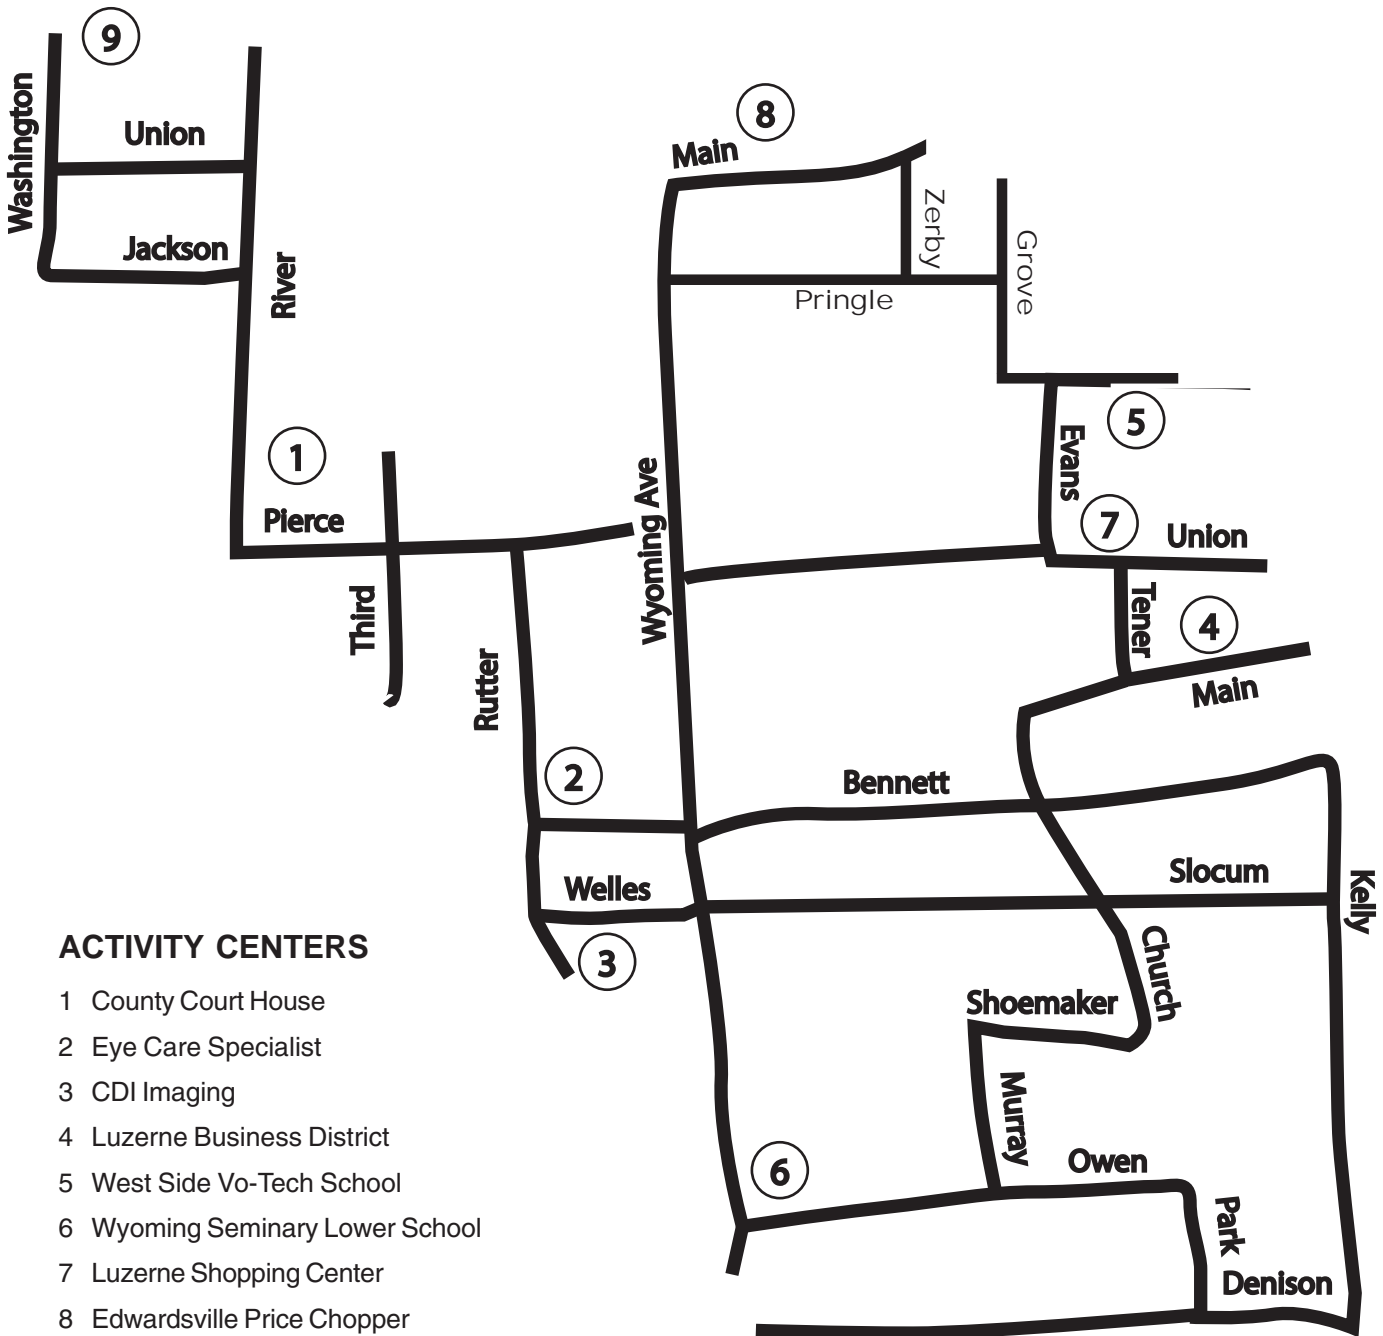 9
Washington
Union
Jackson
River
8
Main
Zerby
Grove
Pringle
5
Evans
7
Union
1
Pierce
Third
Rutter
Wyoming Ave
Tener
4
Main
2
Bennett
Slocum
Kelly
Welles
3
Church
Shoemaker
Murray
6
Owen
Park
Denison
ACTIVITY CENTERS
1 County Court House
2 Eye Care Specialist
3 CDI Imaging
4 Luzerne Business District
5 West Side Vo-Tech School
6 Wyoming Seminary Lower School
7 Luzerne Shopping Center
8 Edwardsville Price Chopper